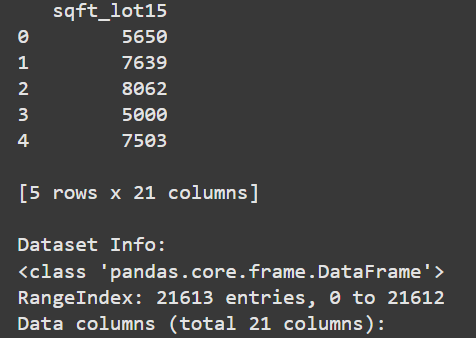 sqft_lot15
0 5650
1 7639
2 8062
3 5000
4 7503
[5 rows x 21 columns]
Dataset Info:
<class 'pandas.core.frame.DataFrame'>
RangeIndex: 21613 entries, 0 to 21612
Data columns (total 21 columns):